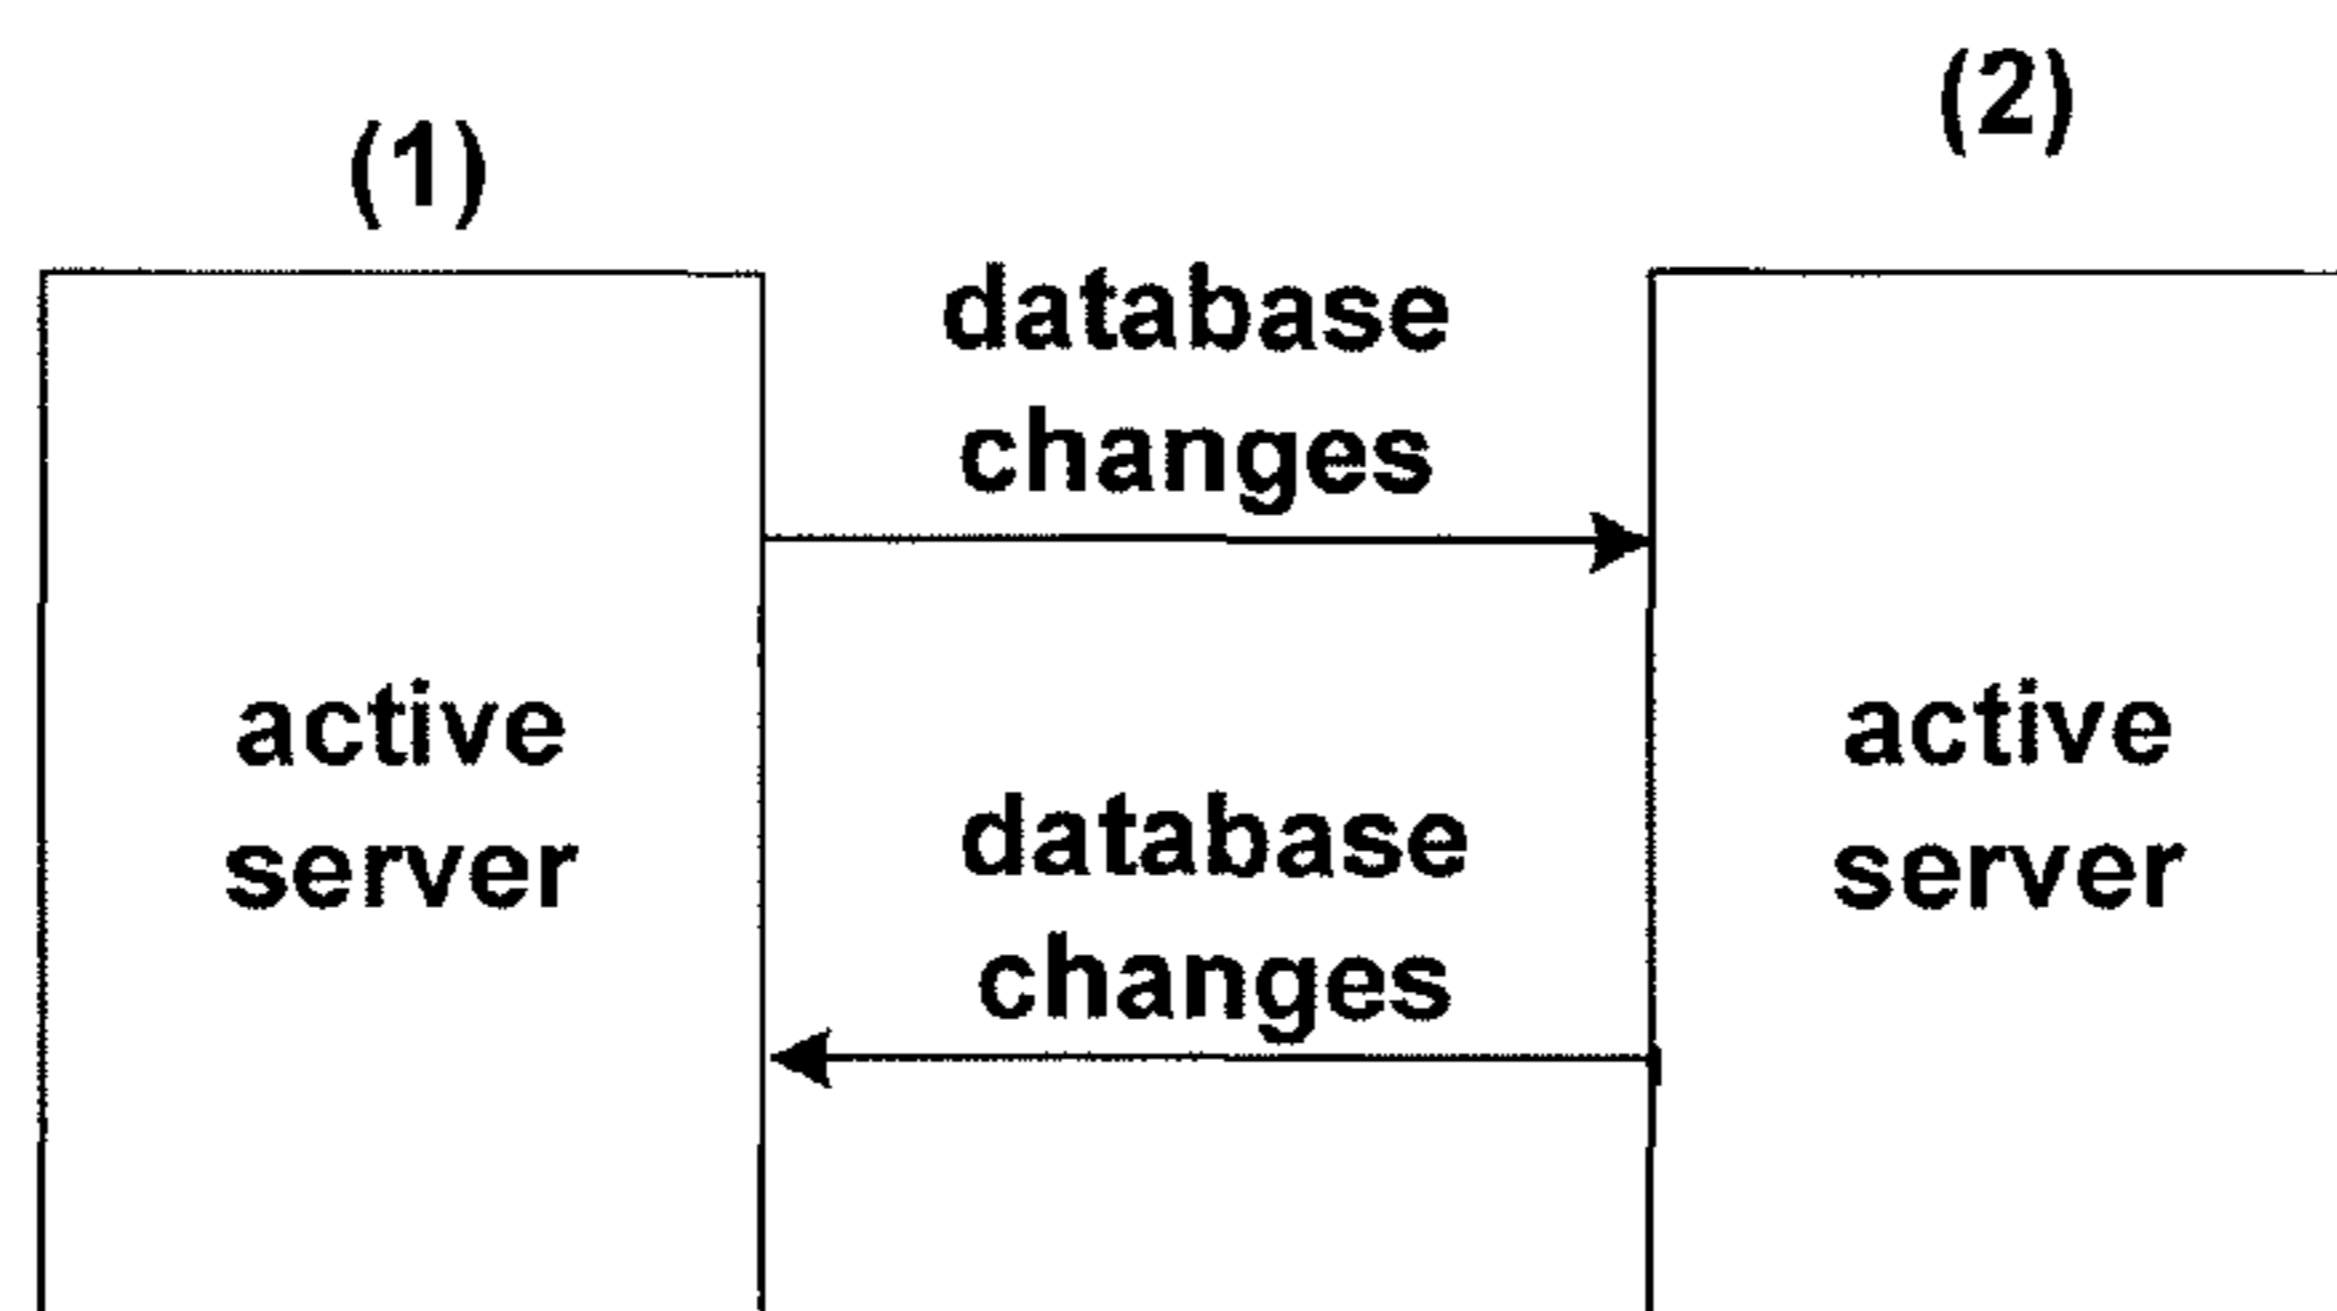 (1)
(2)
database
changes
active
server
database
changes
active
server